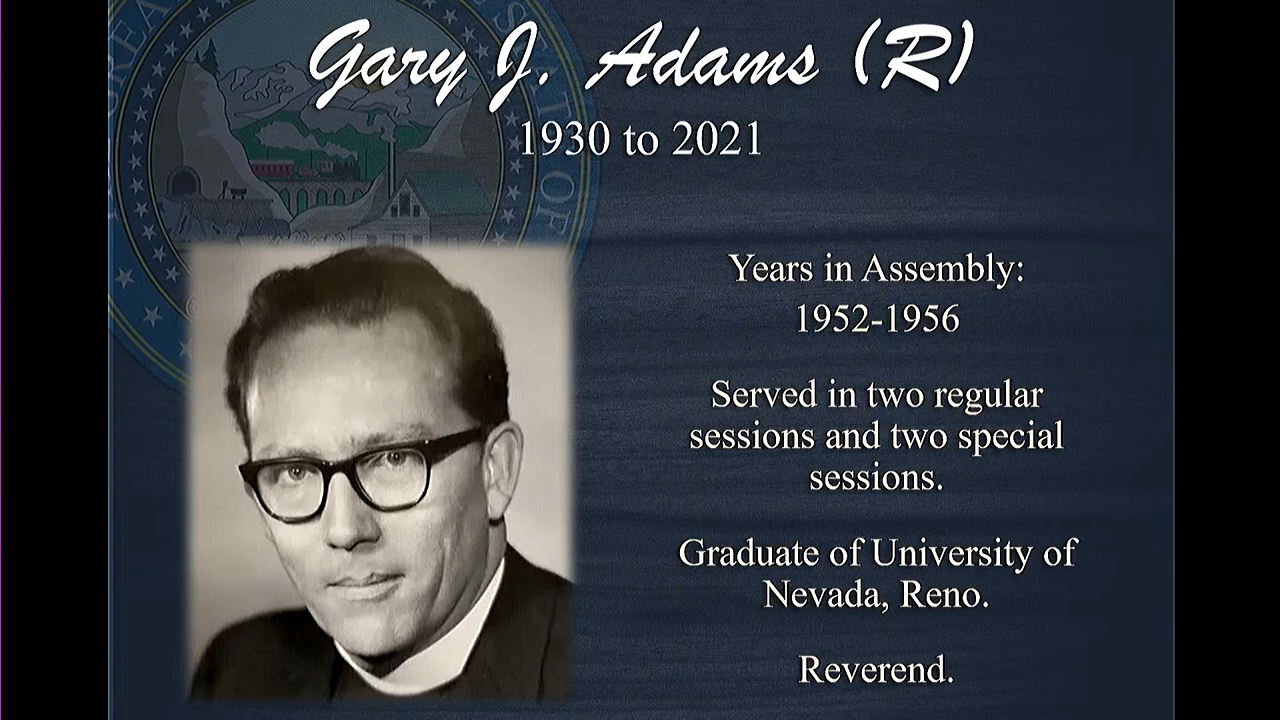 Gary J. Adams (R)
1930 to 2021
Years in Assembly:
1952-1956
Served in two regular
sessions and two special
sessions.
Graduate of University of
Nevada, Reno.
Reverend.